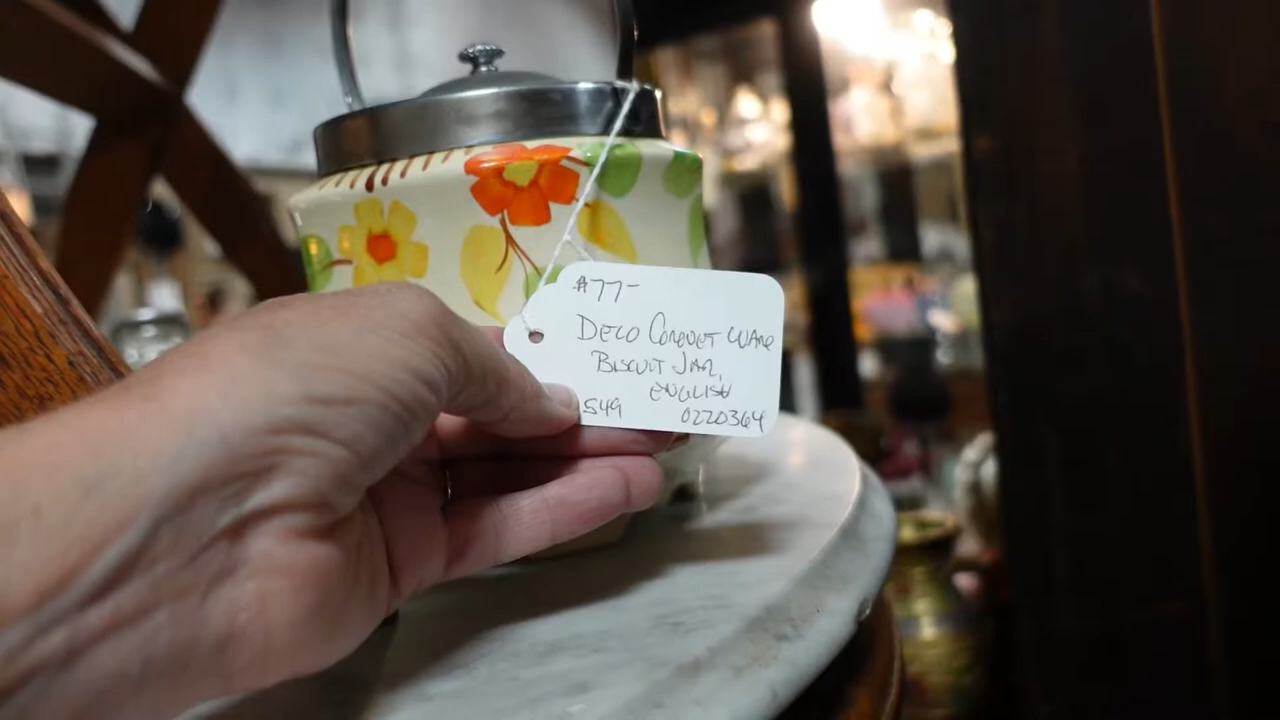 $77-
DECO CORONET WARE
BISCUIT JAR,
ENGLISH
549 0220364